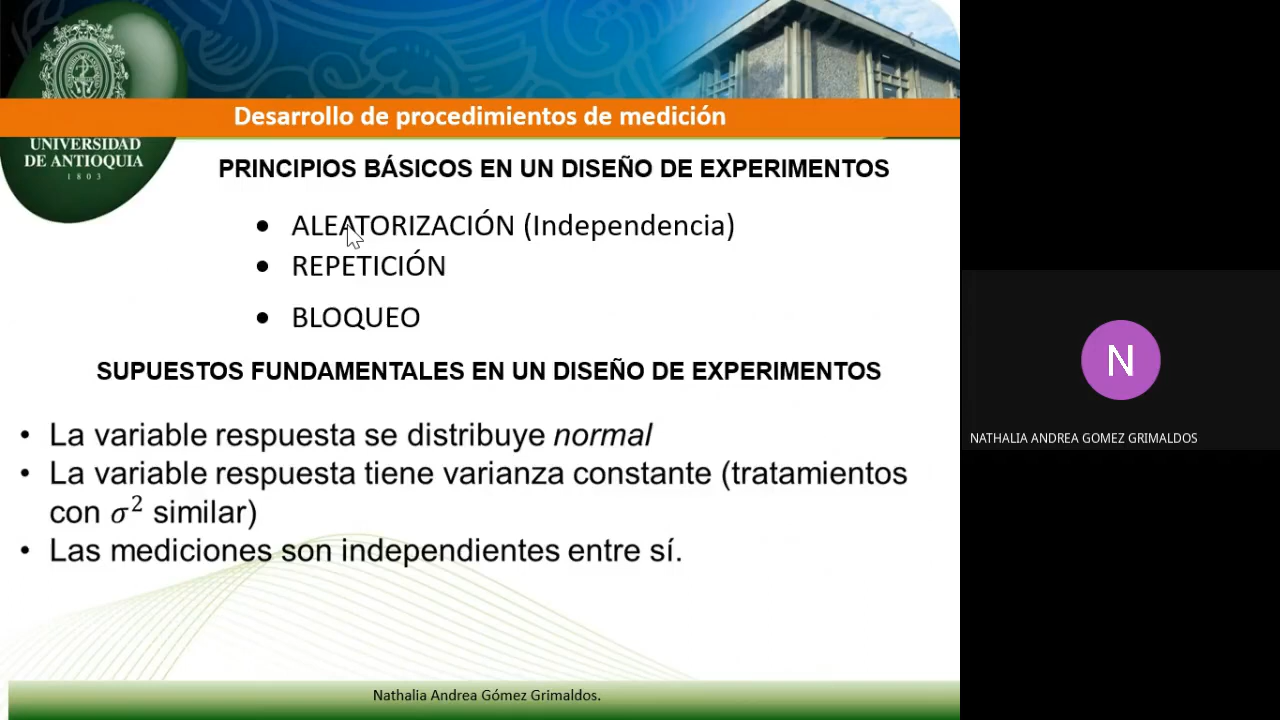 Desarrollo de procedimientos de medición
UNIVERSIDAD
DE ANTIOQUIA
1803
PRINCIPIOS BÁSICOS EN UN DISEÑO DE EXPERIMENTOS
• ALEATORIZACIÓN (Independencia)
• REPETICIÓN
• BLOQUEO
SUPUESTOS FUNDAMENTALES EN UN DISEÑO DE EXPERIMENTOS
• La variable respuesta se distribuye normal
• La variable respuesta tiene varianza constante (tratamientos
con σ² similar)
• Las mediciones son independientes entre sí.
Nathalia Andrea Gómez Grimaldos.
N
NATHALIA ANDREA GOMEZ GRIMALDOS